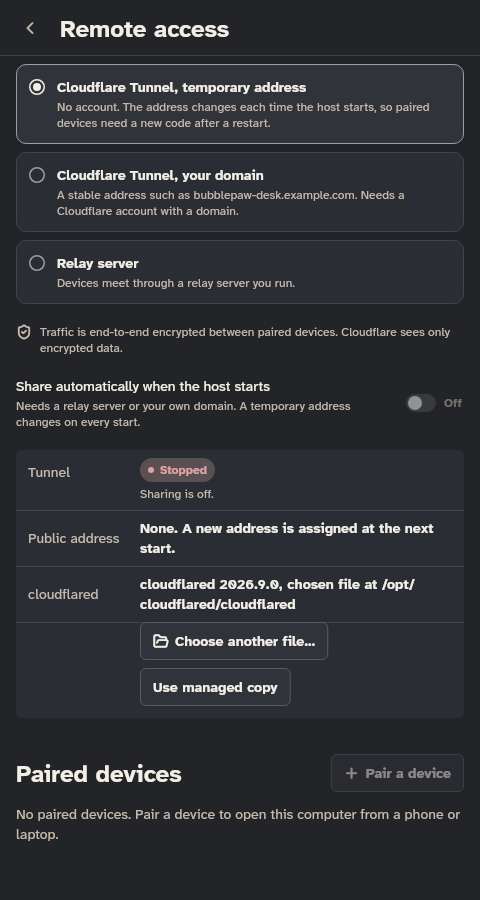 Remote access
Cloudflare Tunnel, temporary address
No account. The address changes each time the host starts, so paired
devices need a new code after a restart.
Cloudflare Tunnel, your domain
A stable address such as bubblepaw-desk.example.com. Needs a
Cloudflare account with a domain.
Relay server
Devices meet through a relay server you run.
Traffic is end-to-end encrypted between paired devices. Cloudflare sees only
encrypted data.
Share automatically when the host starts
Needs a relay server or your own domain. A temporary address
changes on every start.
Off
Tunnel
Stopped
Sharing is off.
Public address
None. A new address is assigned at the next
start.
cloudflared
cloudflared 2026.9.0, chosen file at /opt/
cloudflared/cloudflared
Choose another file...
Use managed copy
Paired devices
Pair a device
No paired devices. Pair a device to open this computer from a phone or
laptop.